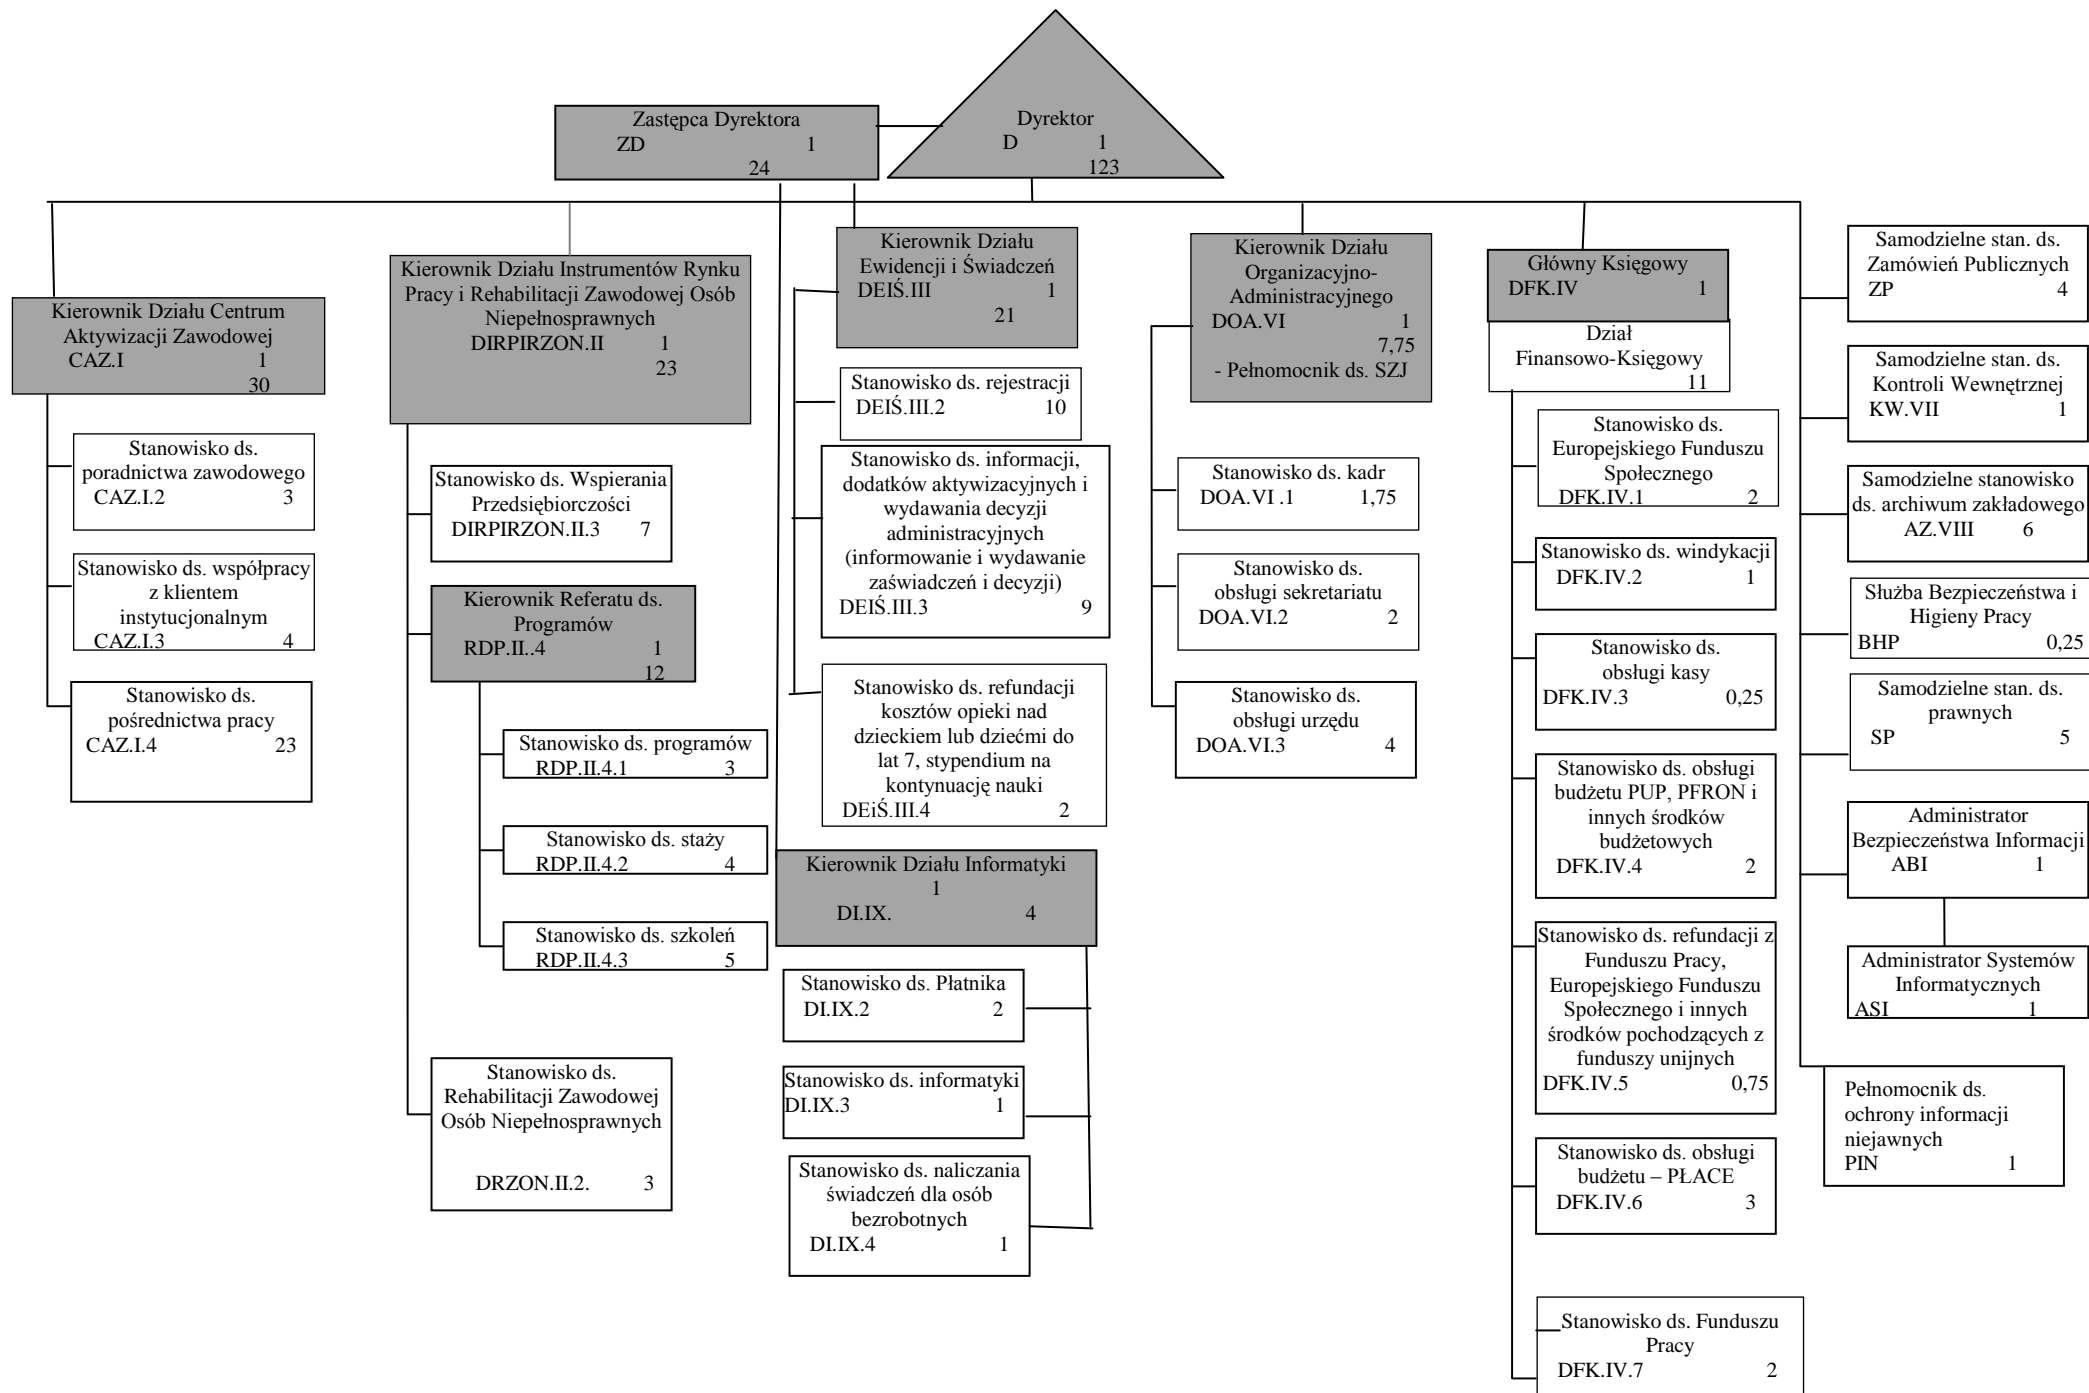 Zastępca Dyrektora
ZD 1
24
Dyrektor
D 1
123
Kierownik Działu Centrum
Aktywizacji Zawodowej
CAZ.I 1
30
Stanowisko ds.
poradnictwa zawodowego
CAZ.I.2 3
Stanowisko ds. współpracy
z klientem
instytucjonalnym
CAZ.I.3 4
Stanowisko ds.
pośrednictwa pracy
CAZ.I.4 23
Kierownik Działu Instrumentów Rynku
Pracy i Rehabilitacji Zawodowej Osób
Niepełnosprawnych
DIRPIRZON.II 1
23
Stanowisko ds. Wspierania
Przedsiębiorczości
DIRPIRZON.II.3 7
Kierownik Referatu ds.
Programów
RDP.II..4 1
12
Stanowisko ds. programów
RDP.II.4.1 3
Stanowisko ds. staży
RDP.II.4.2 4
Stanowisko ds. szkoleń
RDP.II.4.3 5
Stanowisko ds.
Rehabilitacji Zawodowej
Osób Niepełnosprawnych
DRZON.II.2. 3
Kierownik Działu
Ewidencji i Świadczeń
DEIŚ.III 1
21
Stanowisko ds. rejestracji
DEIŚ.III.2 10
Stanowisko ds. informacji,
dodatków aktywizacyjnych i
wydawania decyzji
administracyjnych
(informowanie i wydawanie
zaświadczeń i decyzji)
DEIŚ.III.3 9
Stanowisko ds. refundacji
kosztów opieki nad
dzieckiem lub dziećmi do
lat 7, stypendium na
kontynuację nauki
DEiŚ.III.4 2
Kierownik Działu Informatyki
1
DI.IX. 4
Stanowisko ds. Płatnika
DI.IX.2 2
Stanowisko ds. informatyki
DI.IX.3 1
Stanowisko ds. naliczania
świadczeń dla osób
bezrobotnych
DI.IX.4 1
Kierownik Działu
Organizacyjno-
Administracyjnego
DOA.VI 1
7,75
- Pełnomocnik ds. SZJ
Stanowisko ds. kadr
DOA.VI .1 1,75
Stanowisko ds.
obsługi sekretariatu
DOA.VI.2 2
Stanowisko ds.
obsługi urzędu
DOA.VI.3 4
Główny Księgowy
DFK.IV 1
Dział
Finansowo-Księgowy
11
Stanowisko ds.
Europejskiego Funduszu
Społecznego
DFK.IV.1 2
Stanowisko ds. windykacji
DFK.IV.2 1
Stanowisko ds.
obsługi kasy
DFK.IV.3 0,25
Stanowisko ds. obsługi
budżetu PUP, PFRON i
innych środków
budżetowych
DFK.IV.4 2
Stanowisko ds. refundacji z
Funduszu Pracy,
Europejskiego Funduszu
Społecznego i innych
środków pochodzących z
funduszy unijnych
DFK.IV.5 0,75
Stanowisko ds. obsługi
budżetu – PŁACE
DFK.IV.6 3
Stanowisko ds. Funduszu
Pracy
DFK.IV.7 2
Samodzielne stan. ds.
Zamówień Publicznych
ZP 4
Samodzielne stan. ds.
Kontroli Wewnętrznej
KW.VII 1
Samodzielne stanowisko
ds. archiwum zakładowego
AZ.VIII 6
Służba Bezpieczeństwa i
Higieny Pracy
BHP 0,25
Samodzielne stan. ds.
prawnych
SP 5
Administrator
Bezpieczeństwa Informacji
ABI 1
Administrator Systemów
Informatycznych
ASI 1
Pełnomocnik ds.
ochrony informacji
niejawnych
PIN 1